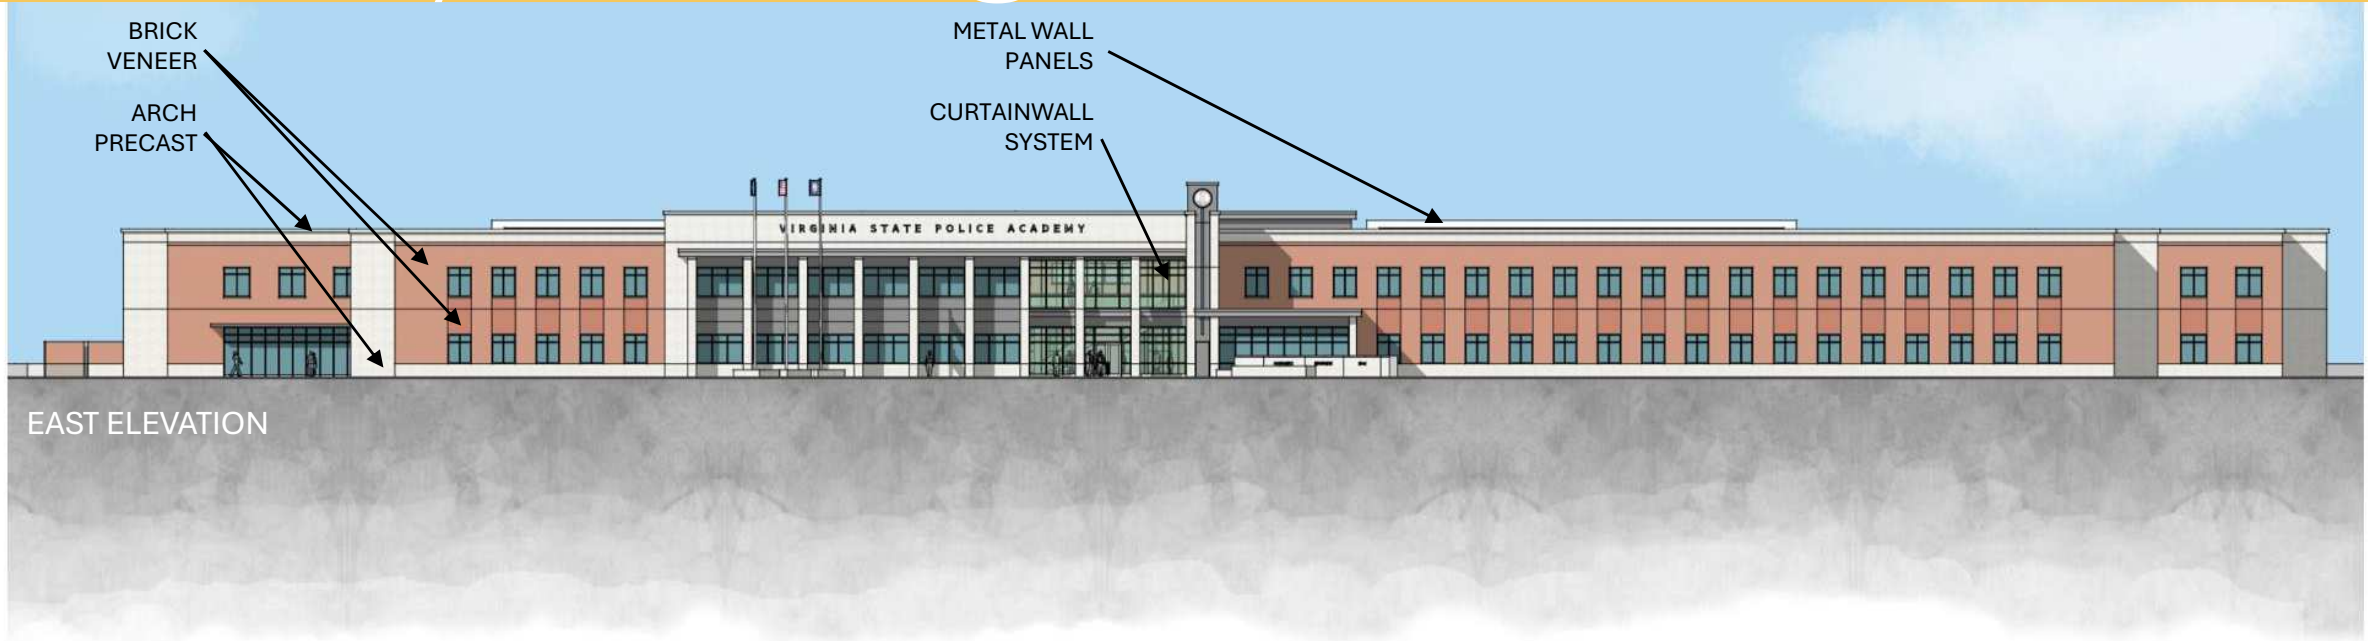 BRICK
VENEER
ARCH
PRECAST
METAL WALL
PANELS
CURTAINWALL
SYSTEM
VIRGINIA STATE POLICE ACADEMY
EAST ELEVATION